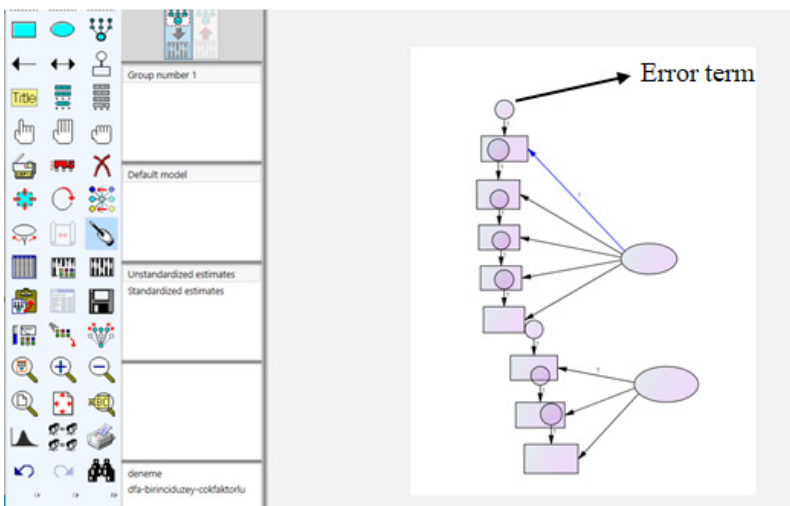 Title
Group number 1
Default model
Unstandardized estimates
Standardized estimates
deneme
dfa-birinciduzey-cokfaktorlu
Error term